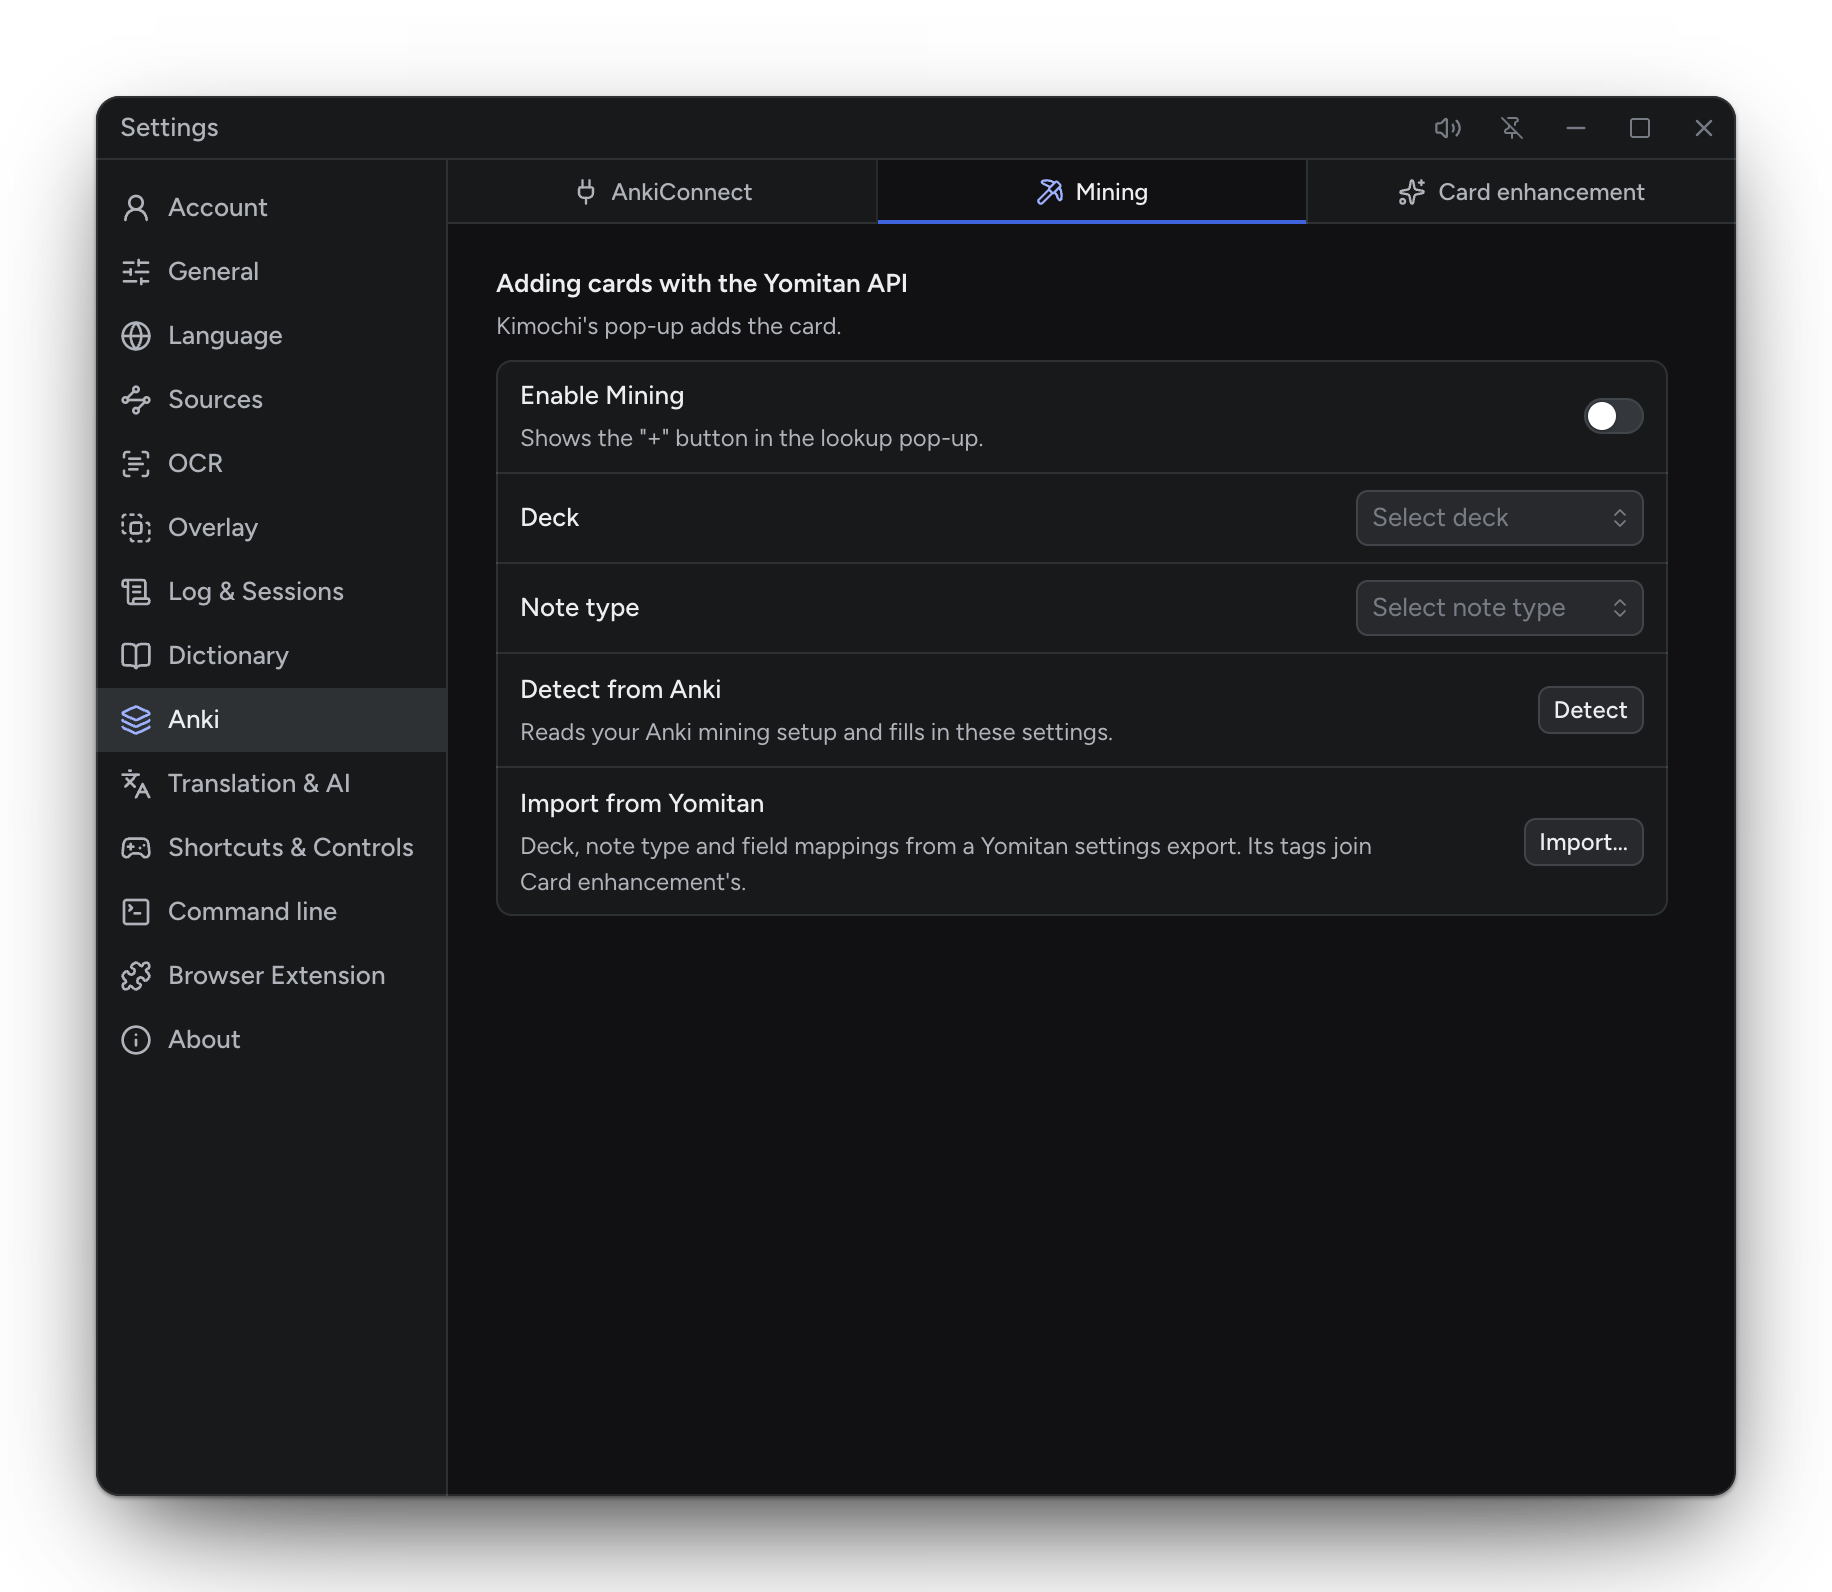 Settings
Account
General
Language
Sources
OCR
Overlay
Log & Sessions
Dictionary
Anki
Translation & AI
Shortcuts & Controls
Command line
Browser Extension
About
AnkiConnect
Mining
Card enhancement
Adding cards with the Yomitan API
Kimochi's pop-up adds the card.
Enable Mining
Shows the "+" button in the lookup pop-up.
Deck
Select deck
Note type
Select note type
Detect from Anki
Reads your Anki mining setup and fills in these settings.
Detect
Import from Yomitan
Deck, note type and field mappings from a Yomitan settings export. Its tags join
Card enhancement's.
Import...